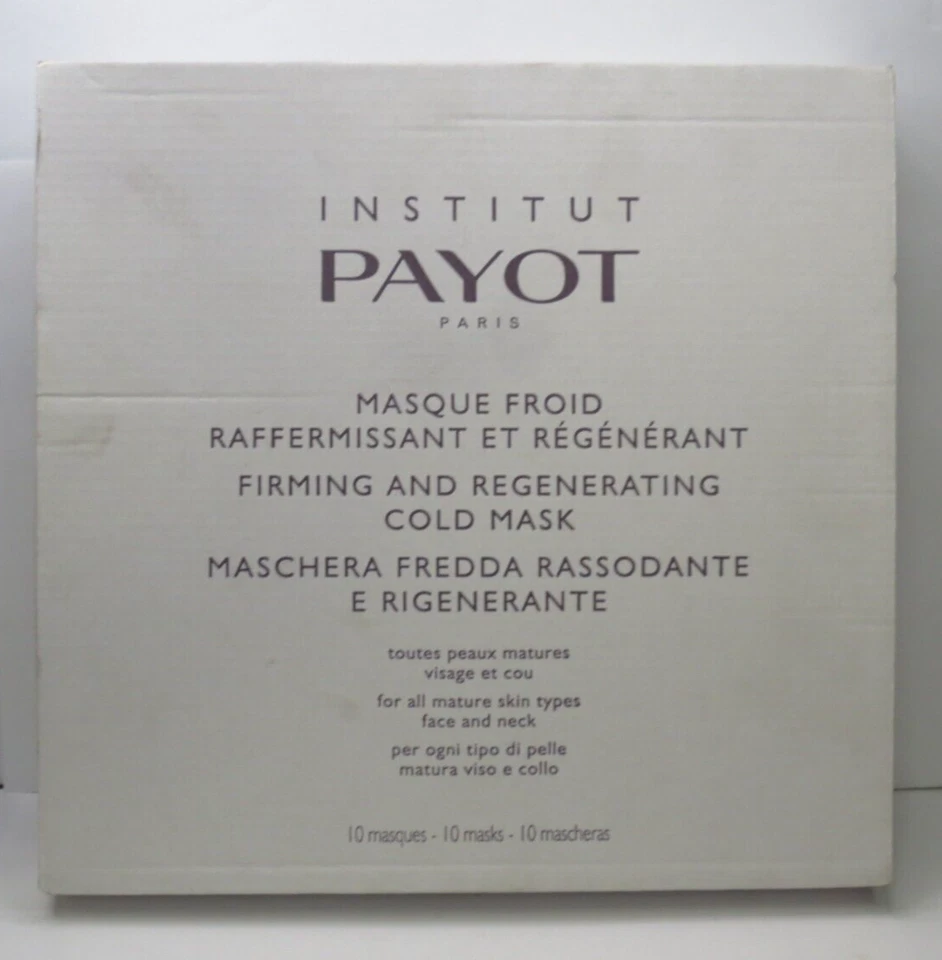 INSTITUT
PAYOT
PARIS
MASQUE FROID
RAFFERMISSANT ET RÉGÉNÉRANT
FIRMING AND REGENERATING
COLD MASK
MASCHERA FREDDA RASSODANTE
E RIGENERANTE
toutes peaux matures
visage et cou
for all mature skin types
face and neck
per ogni tipo di pelle
matura viso e collo
10 masques - 10 masks - 10 mascheras